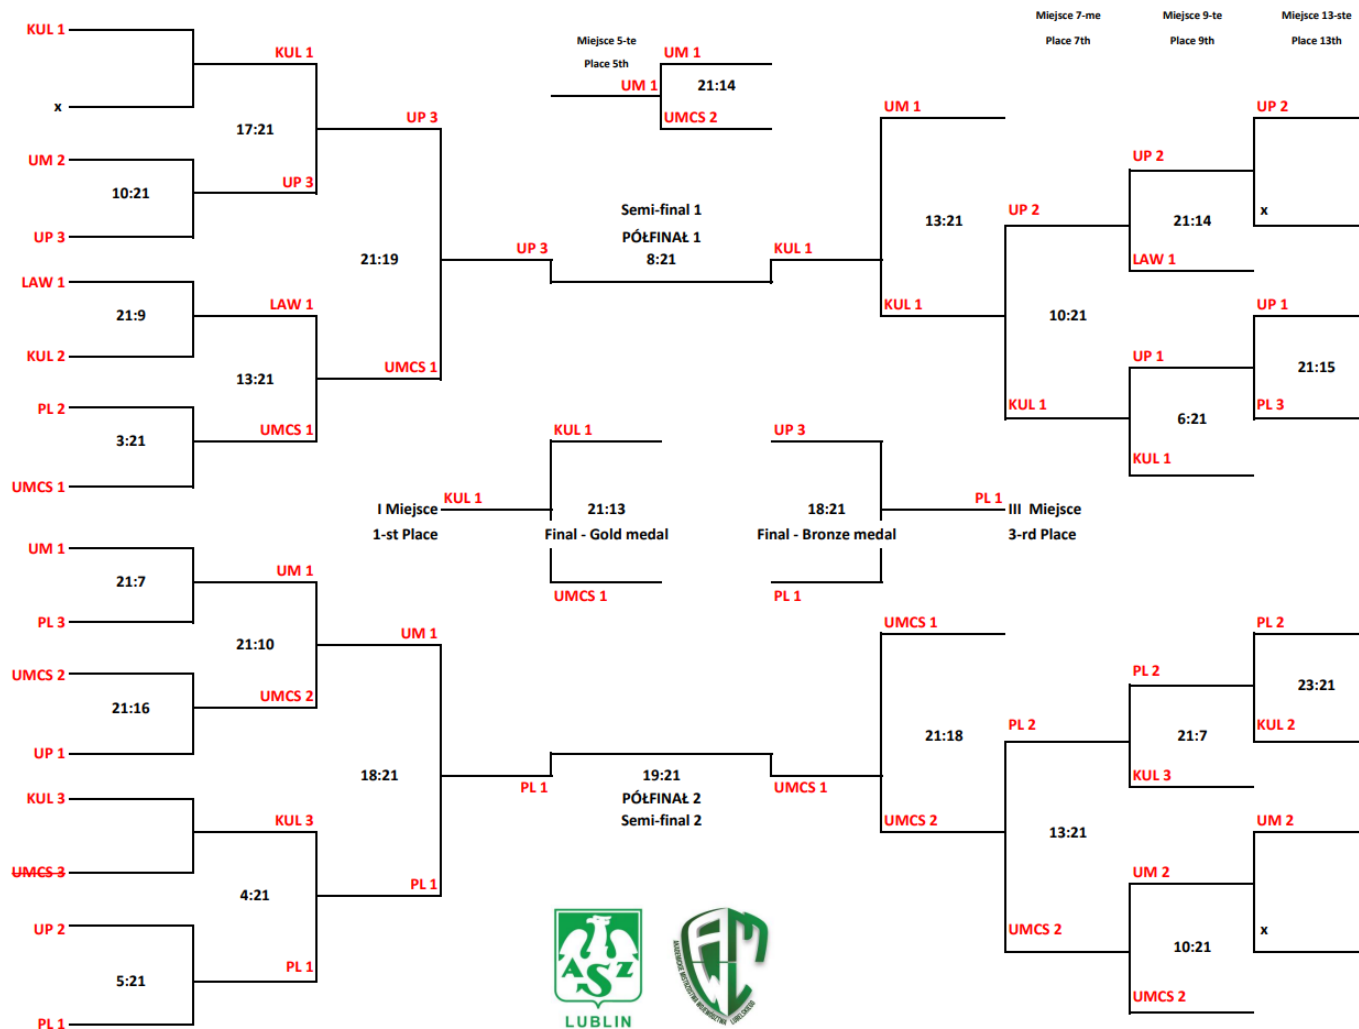 Miejsce 7-me
Miejsce 9-te
Miejsce 13-ste
Place 7th
Place 9th
Place 13th
KUL 1
x
UM 2
10:21
UP 3
LAW 1
21:9
KUL 2
PL 2
3:21
UMCS 1
UM 1
21:7
PL 3
UMCS 2
21:16
UP 1
KUL 3
UMCS 3
UP 2
5:21
PL 1
KUL 1
17:21
UP 3
LAW 1
13:21
UMCS 1
UM 1
21:10
UMCS 2
KUL 3
4:21
PL 1
UP 3
21:19
UMCS 1
UM 1
18:21
PL 1
Miejsce 5-te
Place 5th
UM 1
UM 1
21:14
UMCS 2
UP 3
Semi-final 1
PÓŁFINAŁ 1
8:21
KUL 1
I Miejsce
1-st Place
KUL 1
KUL 1
21:13
Final - Gold medal
UMCS 1
UP 3
18:21
Final - Bronze medal
PL 1
PL 1
III Miejsce
3-rd Place
PL 1
19:21
PÓŁFINAŁ 2
Semi-final 2
UMCS 1
UM 1
13:21
KUL 1
UP 2
10:21
KUL 1
UP 2
21:14
LAW 1
UP 1
6:21
KUL 1
UP 2
x
UP 1
21:15
PL 3
UMCS 1
21:18
UMCS 2
PL 2
13:21
UMCS 2
PL 2
21:7
KUL 3
UM 2
10:21
UMCS 2
PL 2
23:21
KUL 2
UM 2
x
ASZ
LUBLIN
AKADEMICKIE MISTRZOSTWA WOJEWÓDZTWA LUBELSKIEGO